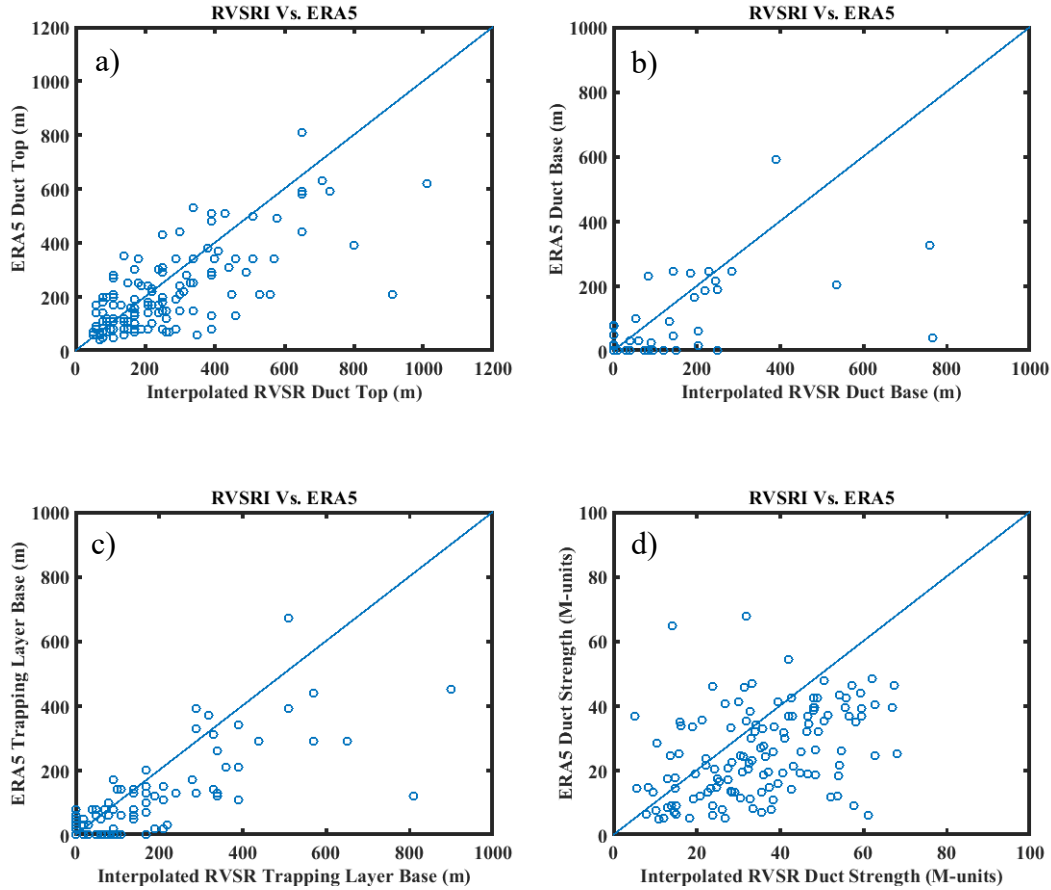 RVSRI Vs. ERA5
a)
1200
1000
800
600
400
200
0
0 200 400 600 800 1000 1200
ERA5 Duct Top (m)
Interpolated RVSR Duct Top (m)
RVSRI Vs. ERA5
b)
1000
800
600
400
200
0
0 200 400 600 800 1000
ERA5 Duct Base (m)
Interpolated RVSR Duct Base (m)
RVSRI Vs. ERA5
c)
1000
800
600
400
200
0
0 200 400 600 800 1000
ERA5 Trapping Layer Base (m)
Interpolated RVSR Trapping Layer Base (m)
RVSRI Vs. ERA5
d)
100
80
60
40
20
0
0 20 40 60 80 100
ERA5 Duct Strength (M-units)
Interpolated RVSR Duct Strength (M-units)